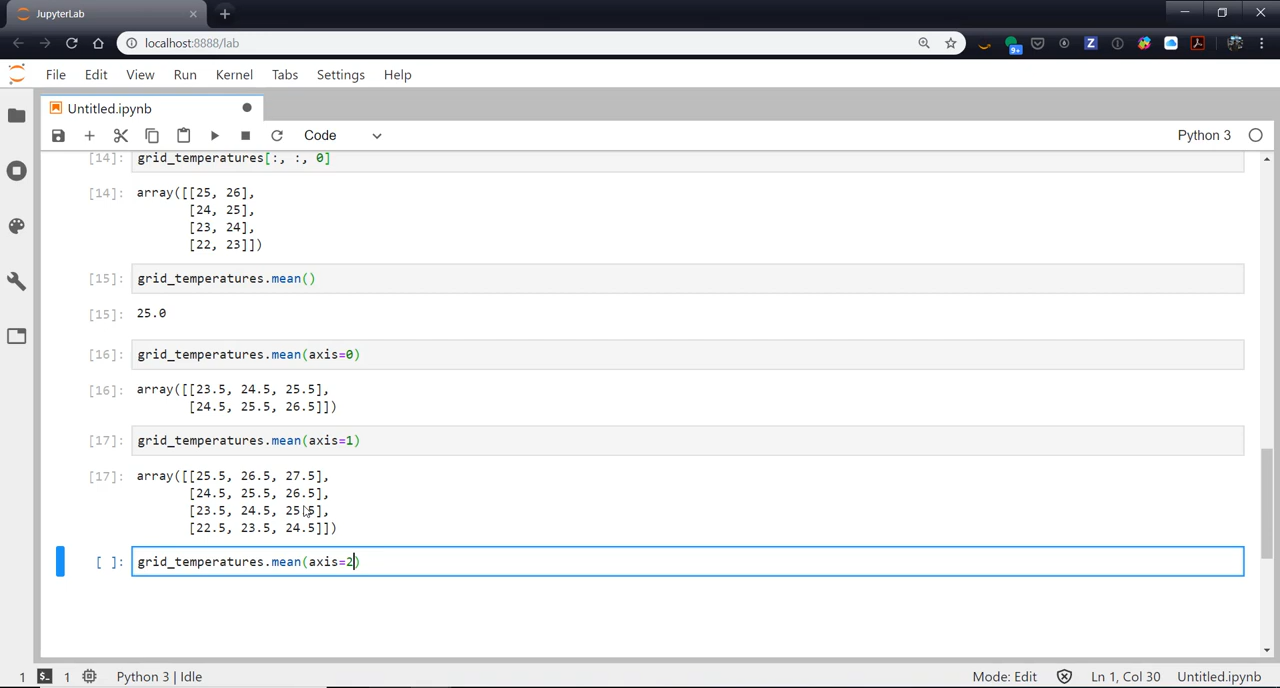 JupyterLab
localhost:8888/lab
9+
Z
File Edit View Run Kernel Tabs Settings Help
Untitled.ipynb
Code
Python 3
[14]: grid_temperatures[:, :, 0]
[14]: array([[25, 26],
[24, 25],
[23, 24],
[22, 23]])
[15]: grid_temperatures.mean()
[15]: 25.0
[16]: grid_temperatures.mean(axis=0)
[16]: array([[23.5, 24.5, 25.5],
[24.5, 25.5, 26.5]])
[17]: grid_temperatures.mean(axis=1)
[17]: array([[25.5, 26.5, 27.5],
[24.5, 25.5, 26.5],
[23.5, 24.5, 25.5],
[22.5, 23.5, 24.5]])
[ ]: grid_temperatures.mean(axis=2)
1 $_ 1 Python 3 | Idle Mode: Edit Ln 1, Col 30 Untitled.ipynb